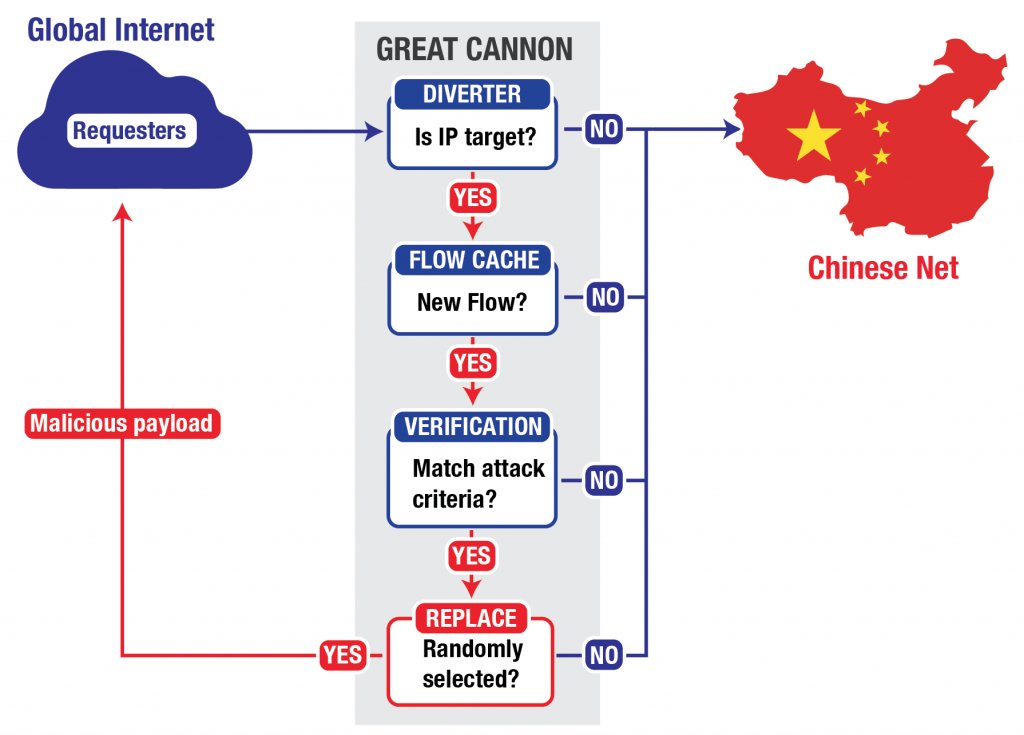 Global Internet
Requesters
GREAT CANNON
DIVERTER
Is IP target?
NO
YES
FLOW CACHE
New Flow?
NO
YES
VERIFICATION
Match attack
criteria?
NO
YES
REPLACE
Randomly
selected?
NO
YES
Malicious payload
Chinese Net